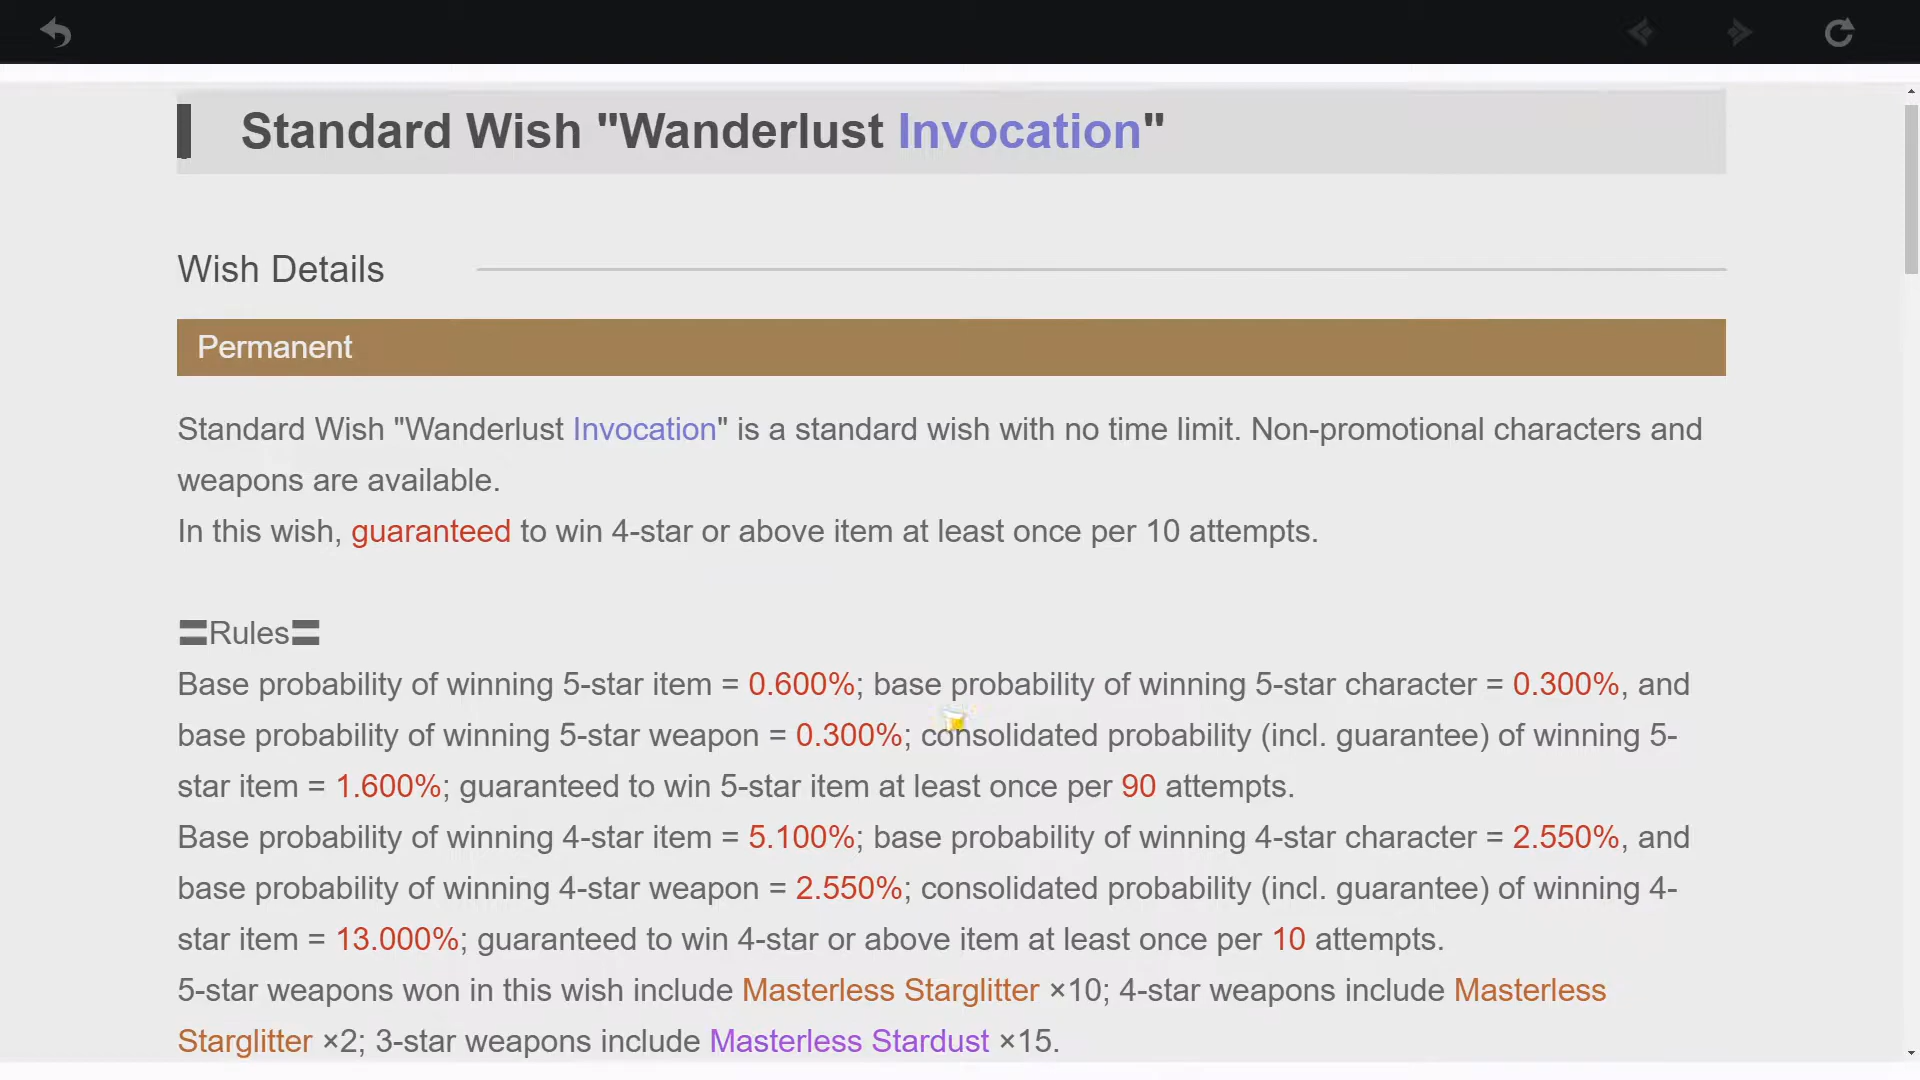 Standard Wish "Wanderlust Invocation"
Wish Details
Permanent
Standard Wish "Wanderlust Invocation" is a standard wish with no time limit. Non-promotional characters and
weapons are available.
In this wish, guaranteed to win 4-star or above item at least once per 10 attempts.
〓Rules〓
Base probability of winning 5-star item = 0.600%; base probability of winning 5-star character = 0.300%, and
base probability of winning 5-star weapon = 0.300%; consolidated probability (incl. guarantee) of winning 5-
star item = 1.600%; guaranteed to win 5-star item at least once per 90 attempts.
Base probability of winning 4-star item = 5.100%; base probability of winning 4-star character = 2.550%, and
base probability of winning 4-star weapon = 2.550%; consolidated probability (incl. guarantee) of winning 4-
star item = 13.000%; guaranteed to win 4-star or above item at least once per 10 attempts.
5-star weapons won in this wish include Masterless Starglitter ×10; 4-star weapons include Masterless
Starglitter ×2; 3-star weapons include Masterless Stardust ×15.